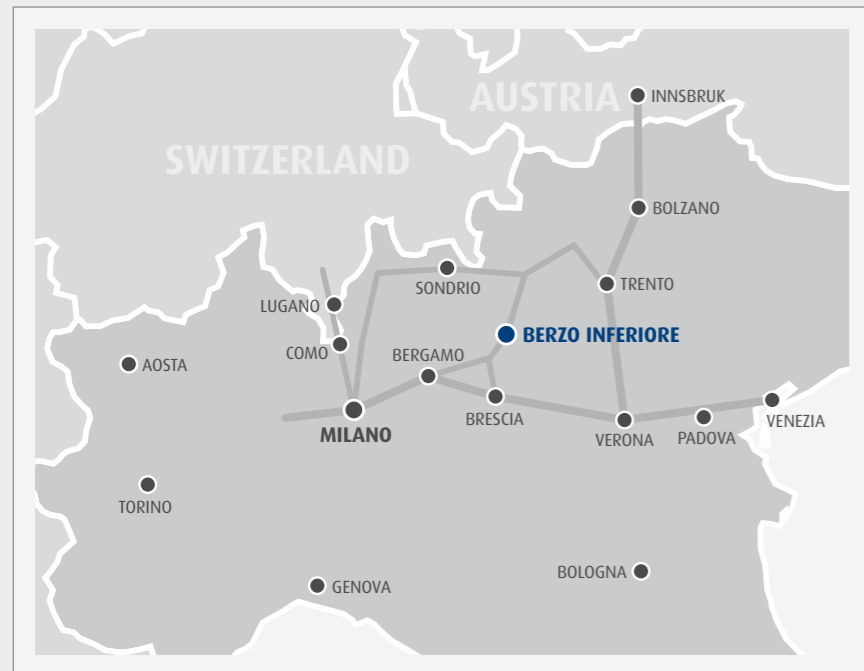 AUSTRIA
INNSBRUK
SWITZERLAND
BOLZANO
SONDRIO
TRENTO
LUGANO
BERZO INFERIORE
COMO
BERGAMO
AOSTA
BRESCIA
MILANO
VERONA
PADOVA
VENEZIA
TORINO
BOLOGNA
GENOVA